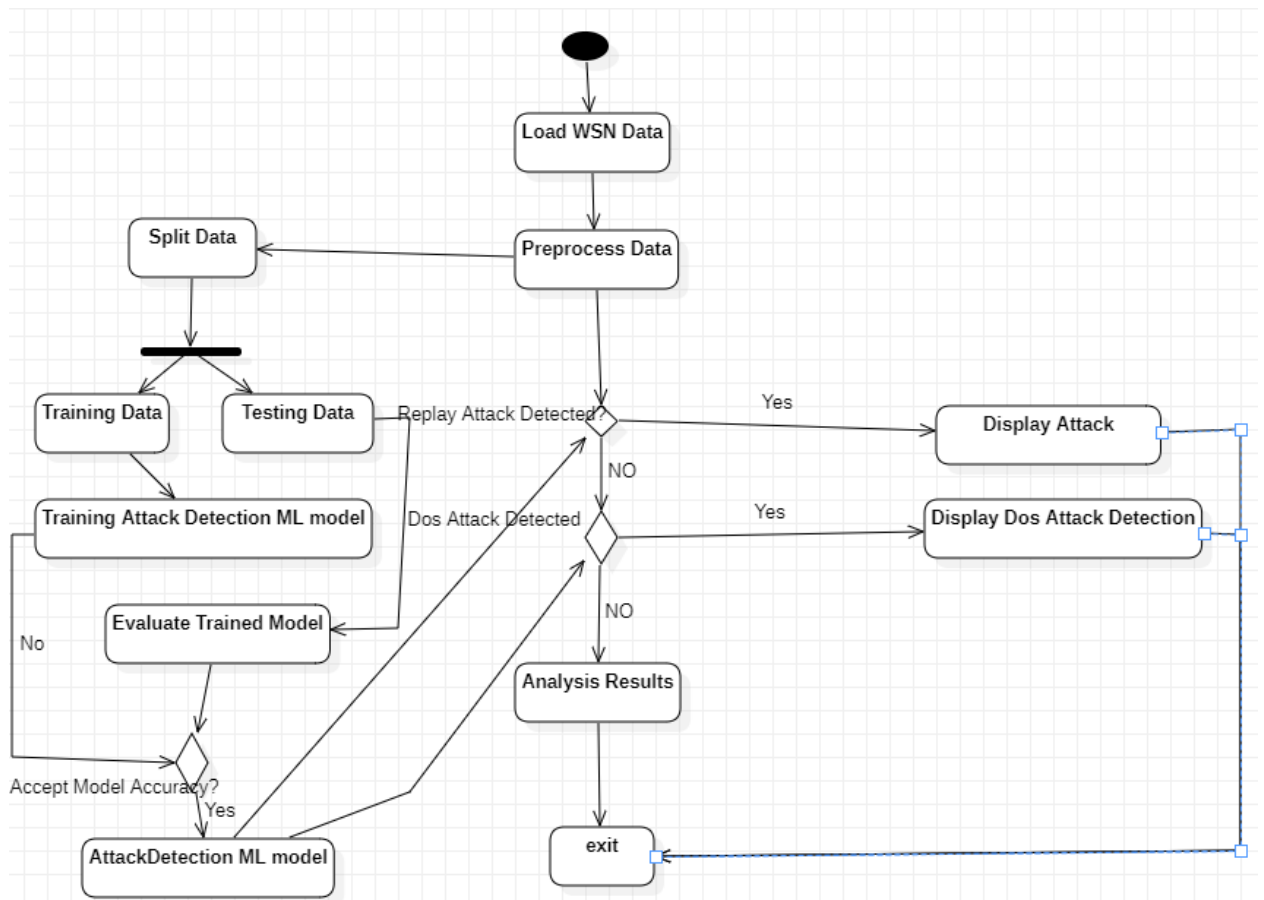 Load WSN Data
Split Data
Preprocess Data
Training Data
Testing Data
Replay Attack Detected?
Yes
Display Attack
NO
Training Attack Detection ML model
Dos Attack Detected
Yes
Display Dos Attack Detection
Evaluate Trained Model
NO
No
Analysis Results
Accept Model Accuracy?
Yes
AttackDetection ML model
exit